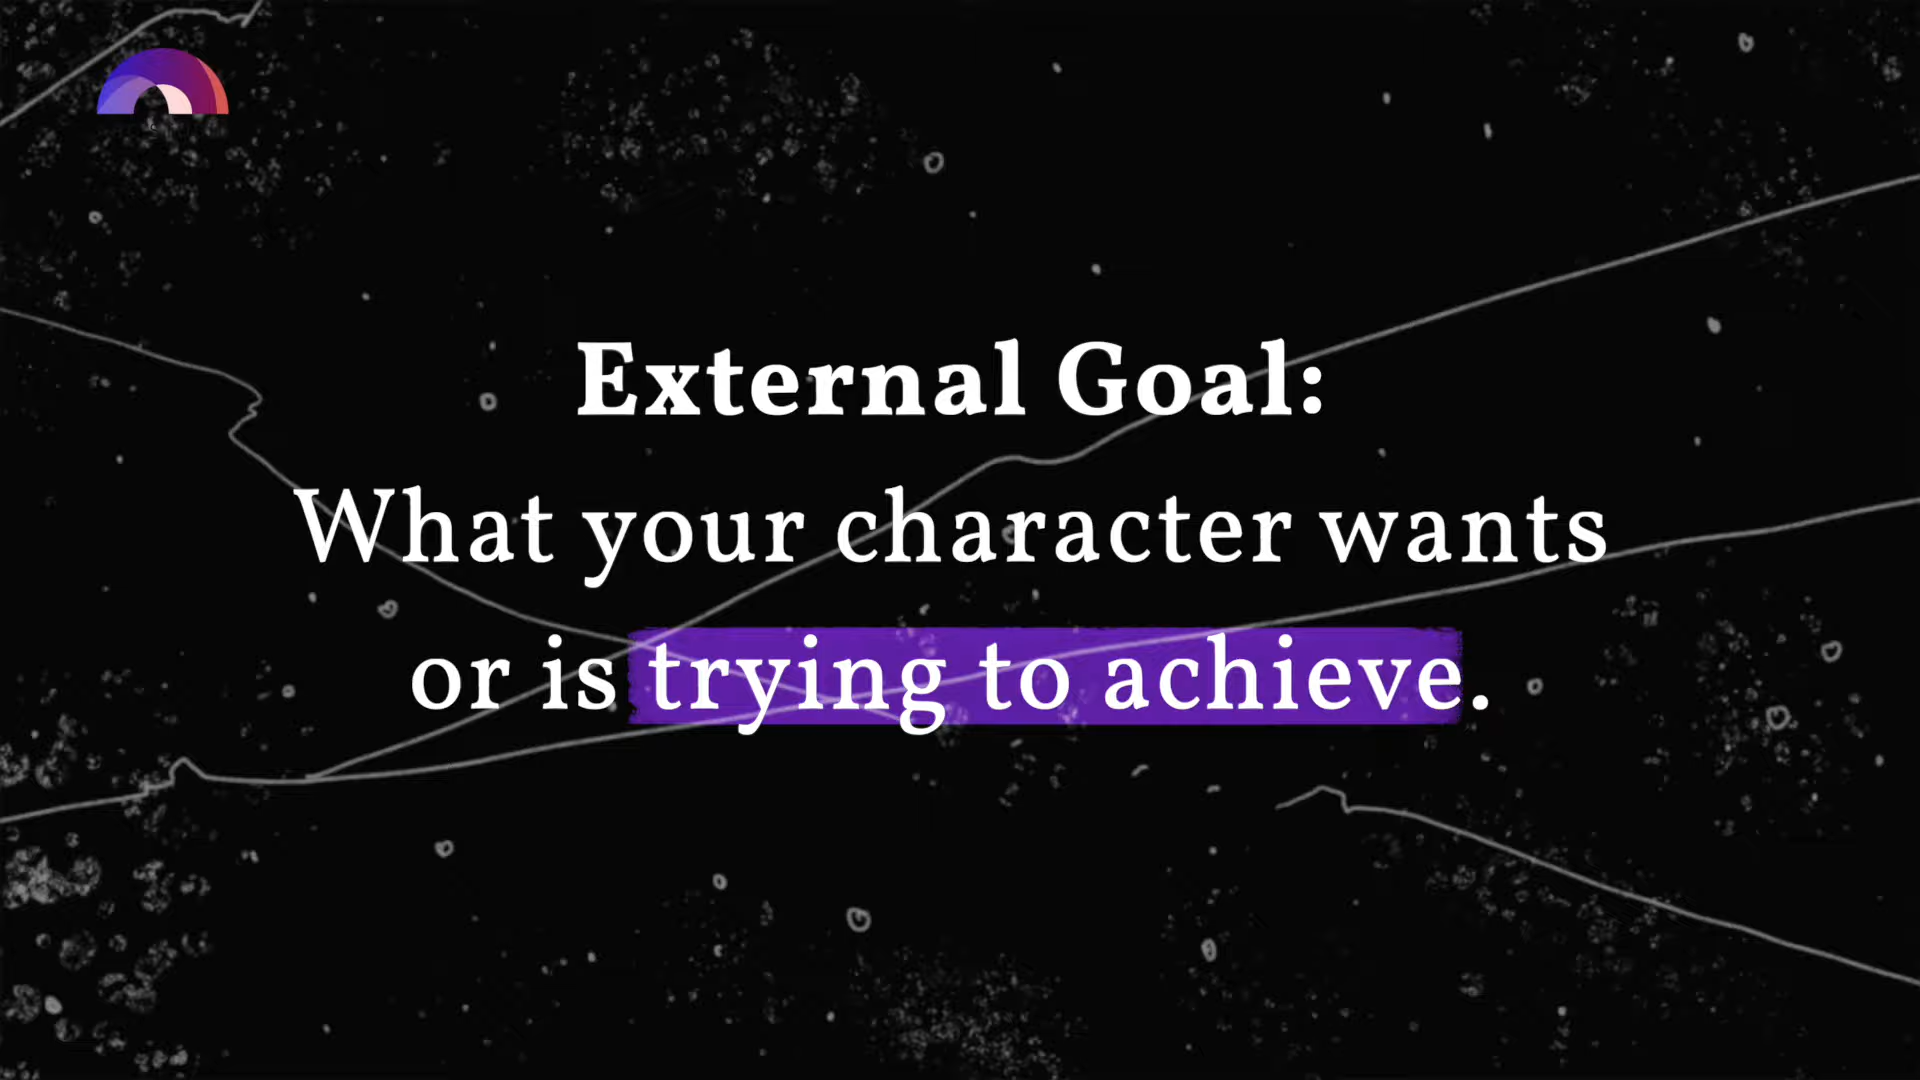 External Goal:
What your character wants
or is trying to achieve.